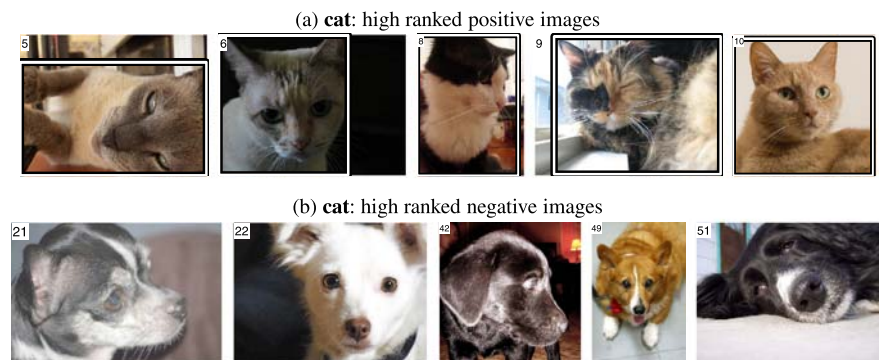 (a) cat: high ranked positive images
5 6 8 9 10
(b) cat: high ranked negative images
21 22 42 49 51